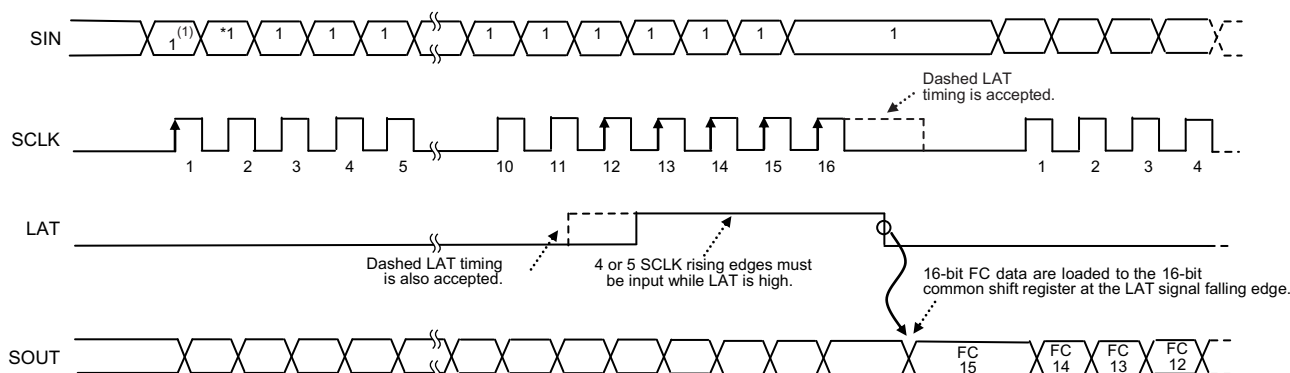 SIN 1(1) *1 1 1 1 1 1 1 1 1 1 1
Dashed LAT
timing is accepted.
SCLK
1 2 3 4 5 10 11 12 13 14 15 16 1 2 3 4
LAT
Dashed LAT timing
is also accepted.
4 or 5 SCLK rising edges must
be input while LAT is high.
16-bit FC data are loaded to the 16-bit
common shift register at the LAT signal falling edge.
SOUT
FC
15
FC
14
FC
13
FC
12